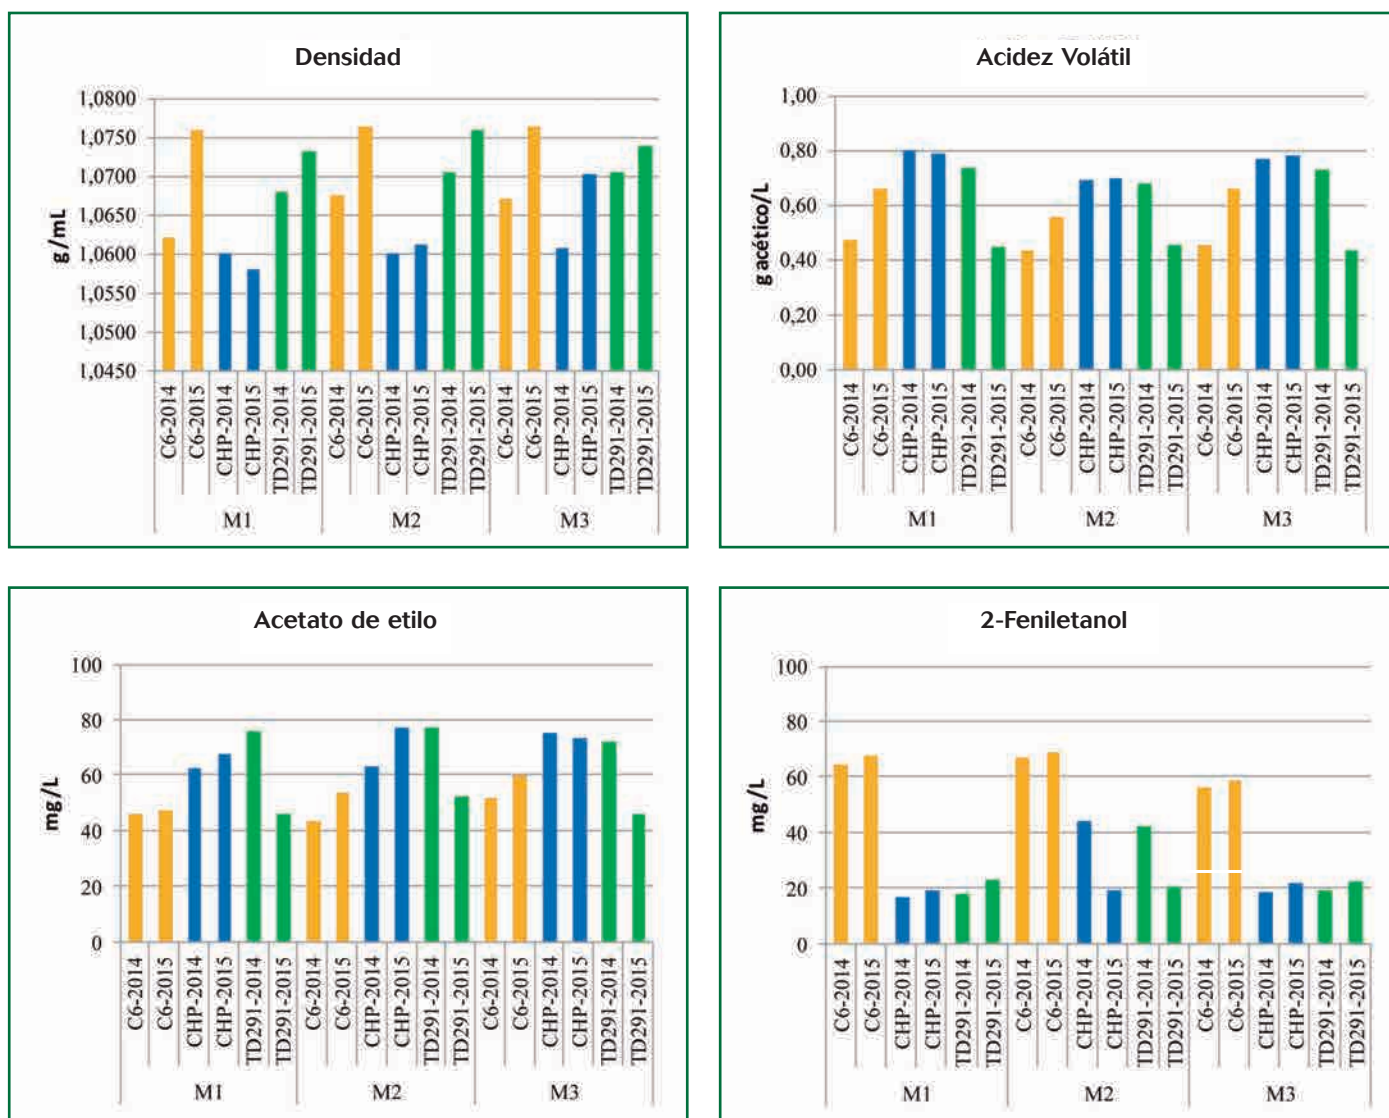 Densidad
g/mL
1,0800
1,0750
1,0700
1,0650
1,0600
1,0550
1,0500
1,0450
C6-2014
C6-2015
CHP-2014
CHP-2015
TD291-2014
TD291-2015
C6-2014
C6-2015
CHP-2014
CHP-2015
TD291-2014
TD291-2015
C6-2014
C6-2015
CHP-2014
CHP-2015
TD291-2014
TD291-2015
M1 M2 M3
Acidez Volátil
g acético/L
1,00
0,80
0,60
0,40
0,20
0,00
C6-2014
C6-2015
CHP-2014
CHP-2015
TD291-2014
TD291-2015
C6-2014
C6-2015
CHP-2014
CHP-2015
TD291-2014
TD291-2015
C6-2014
C6-2015
CHP-2014
CHP-2015
TD291-2014
TD291-2015
M1 M2 M3
Acetato de etilo
mg/L
100
80
60
40
20
0
C6-2014
C6-2015
CHP-2014
CHP-2015
TD291-2014
TD291-2015
C6-2014
C6-2015
CHP-2014
CHP-2015
TD291-2014
TD291-2015
C6-2014
C6-2015
CHP-2014
CHP-2015
TD291-2014
TD291-2015
M1 M2 M3
2-Feniletanol
mg/L
100
80
60
40
20
0
C6-2014
C6-2015
CHP-2014
CHP-2015
TD291-2014
TD291-2015
C6-2014
C6-2015
CHP-2014
CHP-2015
TD291-2014
TD291-2015
C6-2014
C6-2015
CHP-2014
CHP-2015
TD291-2014
TD291-2015
M1 M2 M3